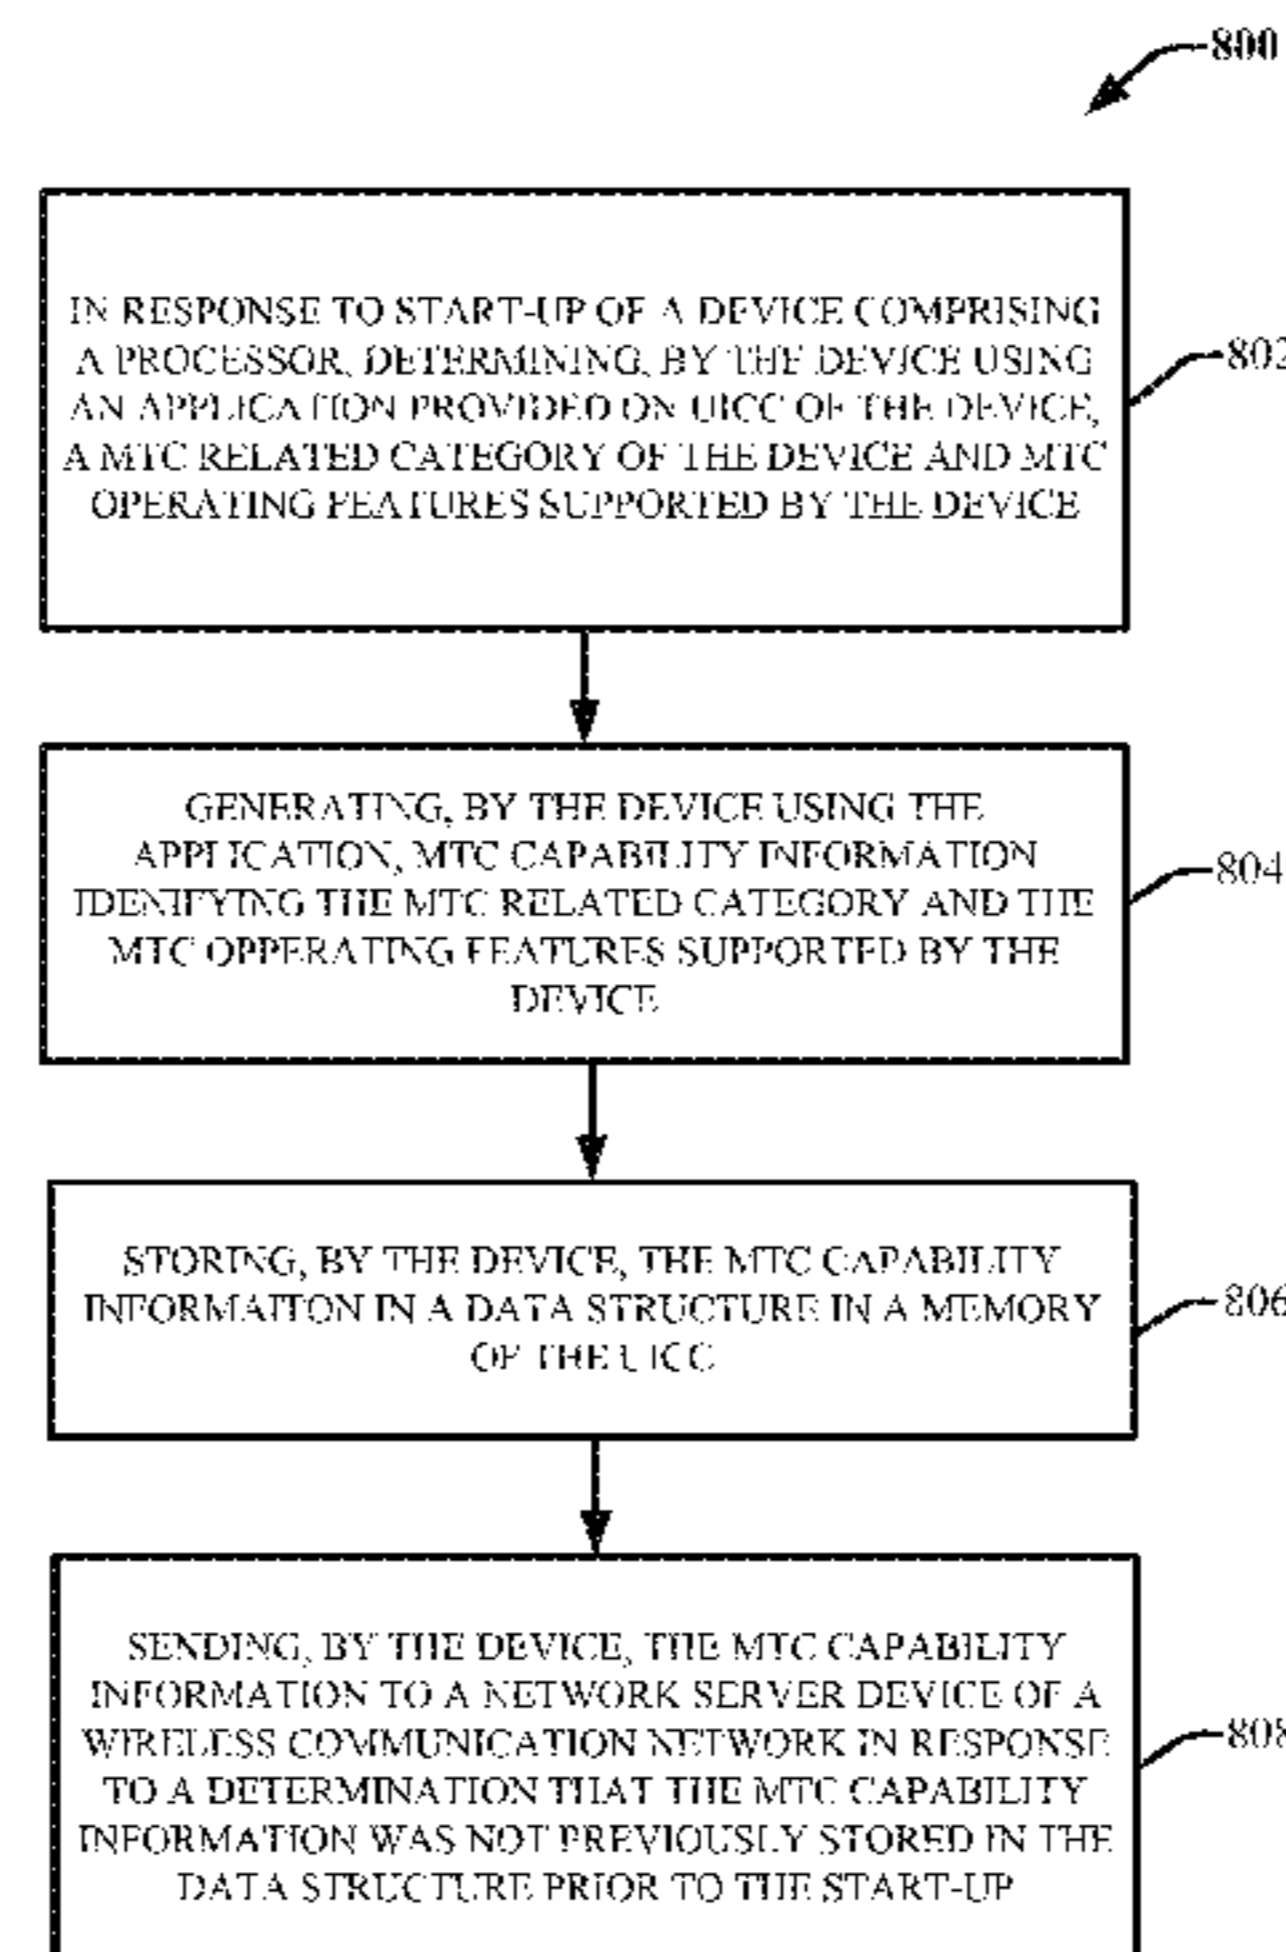 800
IN RESPONSE TO START-UP OF A DEVICE COMPRISING
A PROCESSOR, DETERMINING, BY THE DEVICE USING
AN APPLICATION PROVIDED ON UICC OF THE DEVICE,
A MTC RELATED CATEGORY OF THE DEVICE AND MTC
OPERATING FEATURES SUPPORTED BY THE DEVICE
802
GENERATING, BY THE DEVICE USING THE
APPLICATION, MTC CAPABILITY INFORMATION
IDENTIFYING THE MTC RELATED CATEGORY AND THE
MTC OPPERATING FEATURES SUPPORTED BY THE
DEVICE
804
STORING, BY THE DEVICE, THE MTC CAPABILITY
INFORMAITON IN A DATA STRUCTURE IN A MEMORY
OF THE UICC
806
SENDING, BY THE DEVICE, THE MTC CAPABILITY
INFORMATION TO A NETWORK SERVER DEVICE OF A
WIRELESS COMMUNICATION NETWORK IN RESPONSE
TO A DETERMINATION THAT THE MTC CAPABILITY
INFORMATION WAS NOT PREVIOUSLY STORED IN THE
DATA STRUCTURE PRIOR TO THE START-UP
808